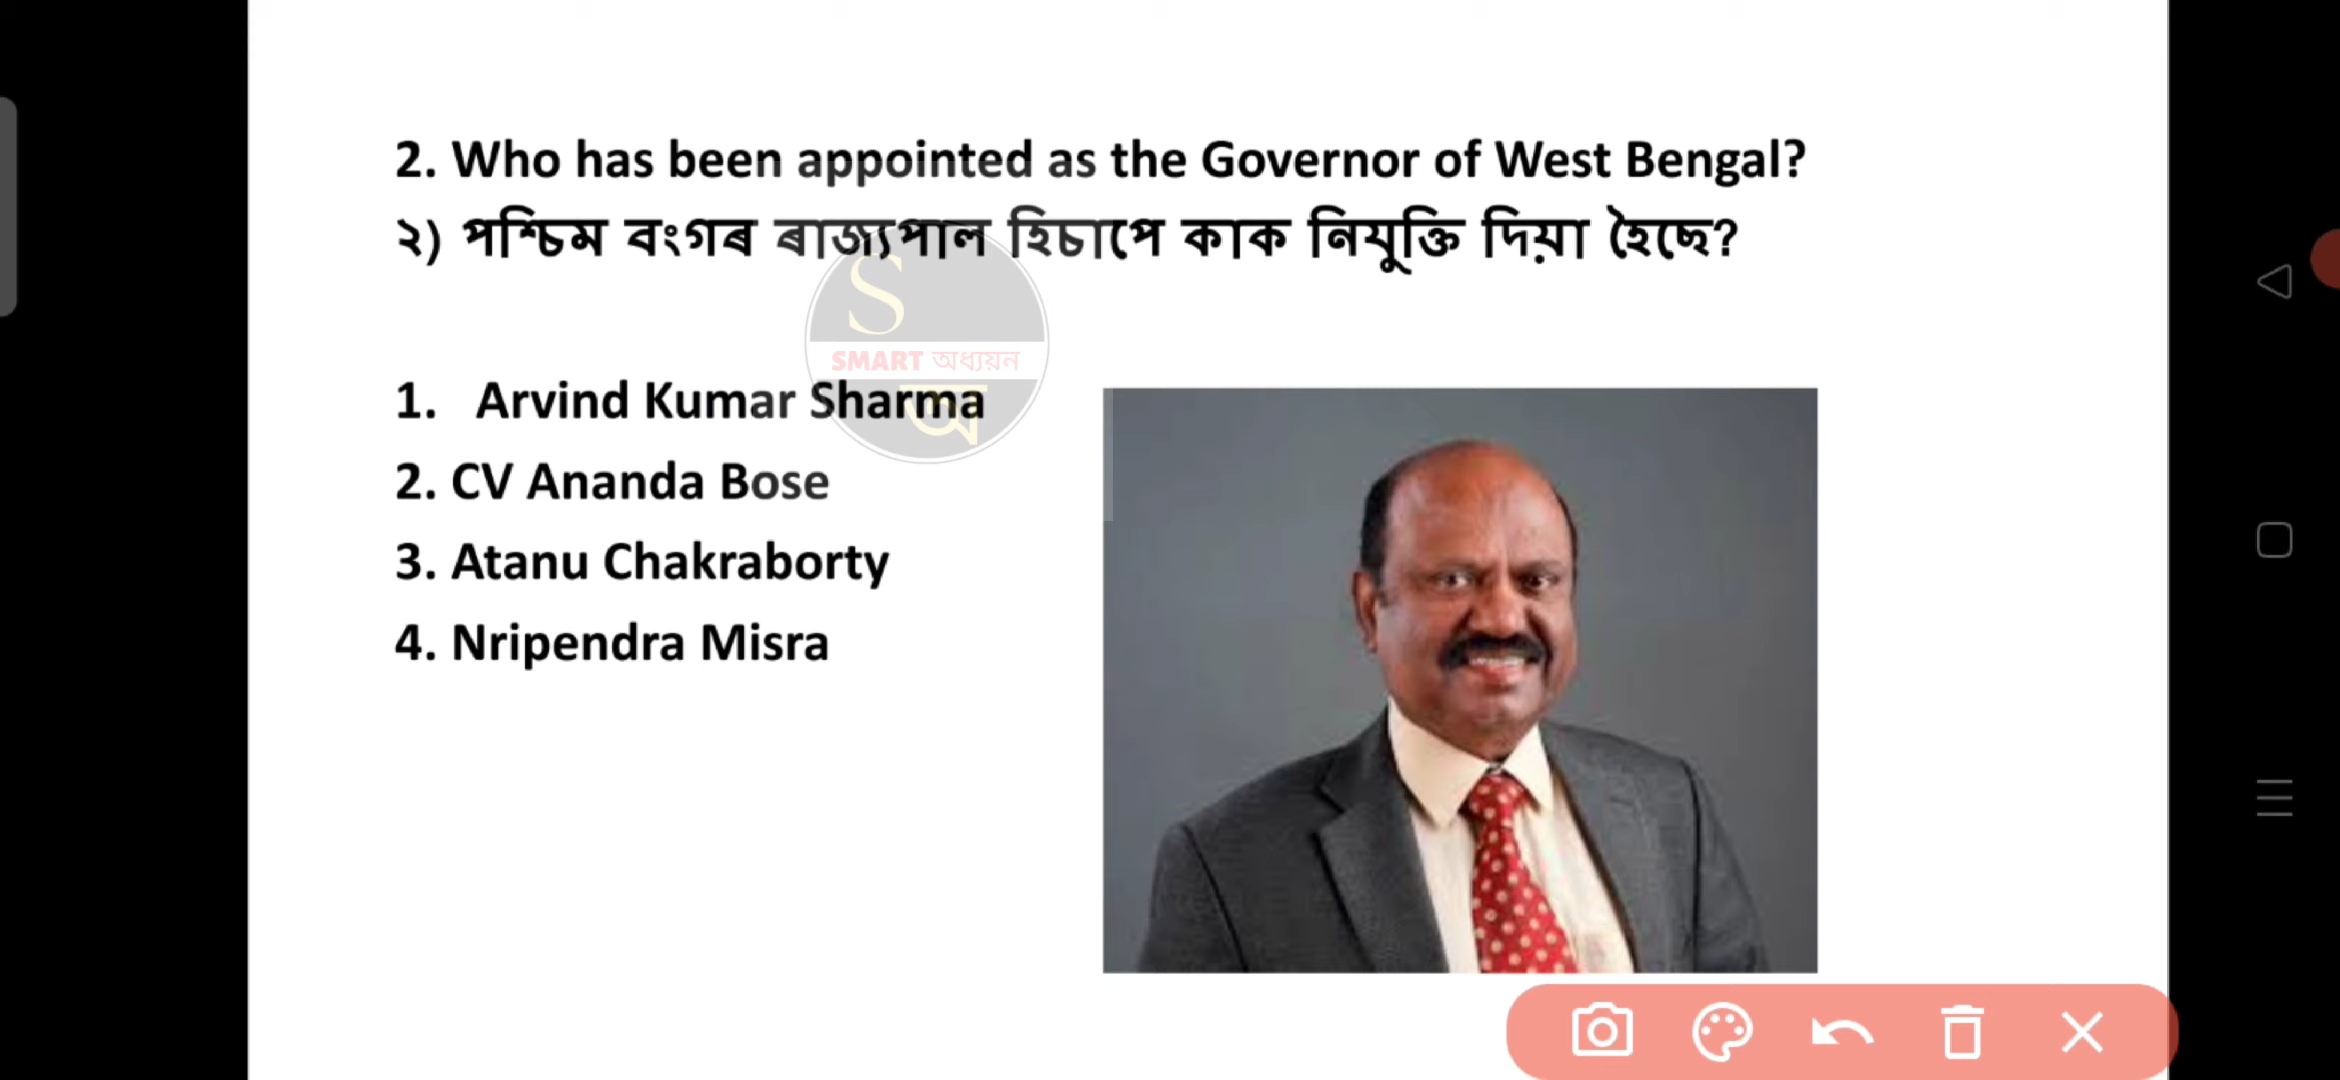 2. Who has been appointed as the Governor of West Bengal?
২) পশ্চিম বংগৰ ৰাজ্যপাল হিচাপে কাক নিযুক্তি দিয়া হৈছে?
S
SMART অধ্যয়ন
অ
1. Arvind Kumar Sharma
2. CV Ananda Bose
3. Atanu Chakraborty
4. Nripendra Misra